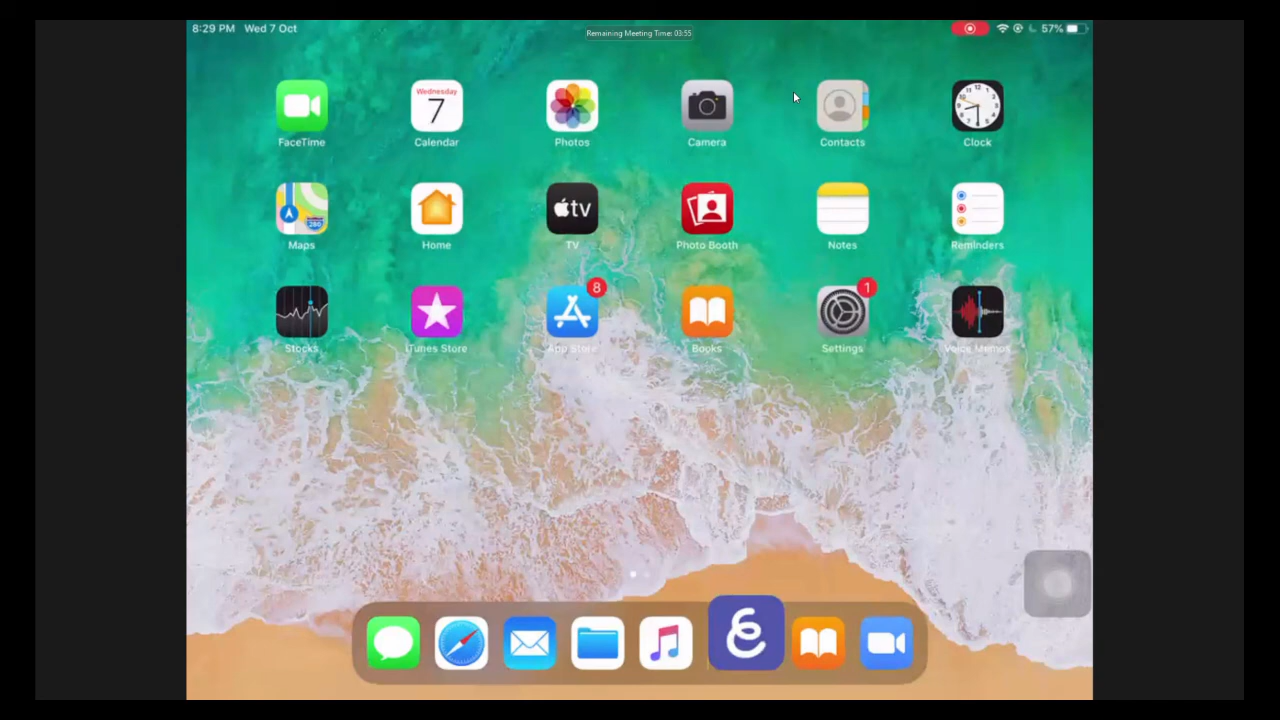 8:29 PM Wed 7 Oct
Remaining Meeting Time: 03:55
57%
FaceTime
Wednesday
7
Calendar
Photos
Camera
Contacts
Clock
280
Maps
Home
tv
TV
Photo Booth
Notes
Reminders
Stocks
iTunes Store
8
App Store
Books
1
Settings
Voice Memos